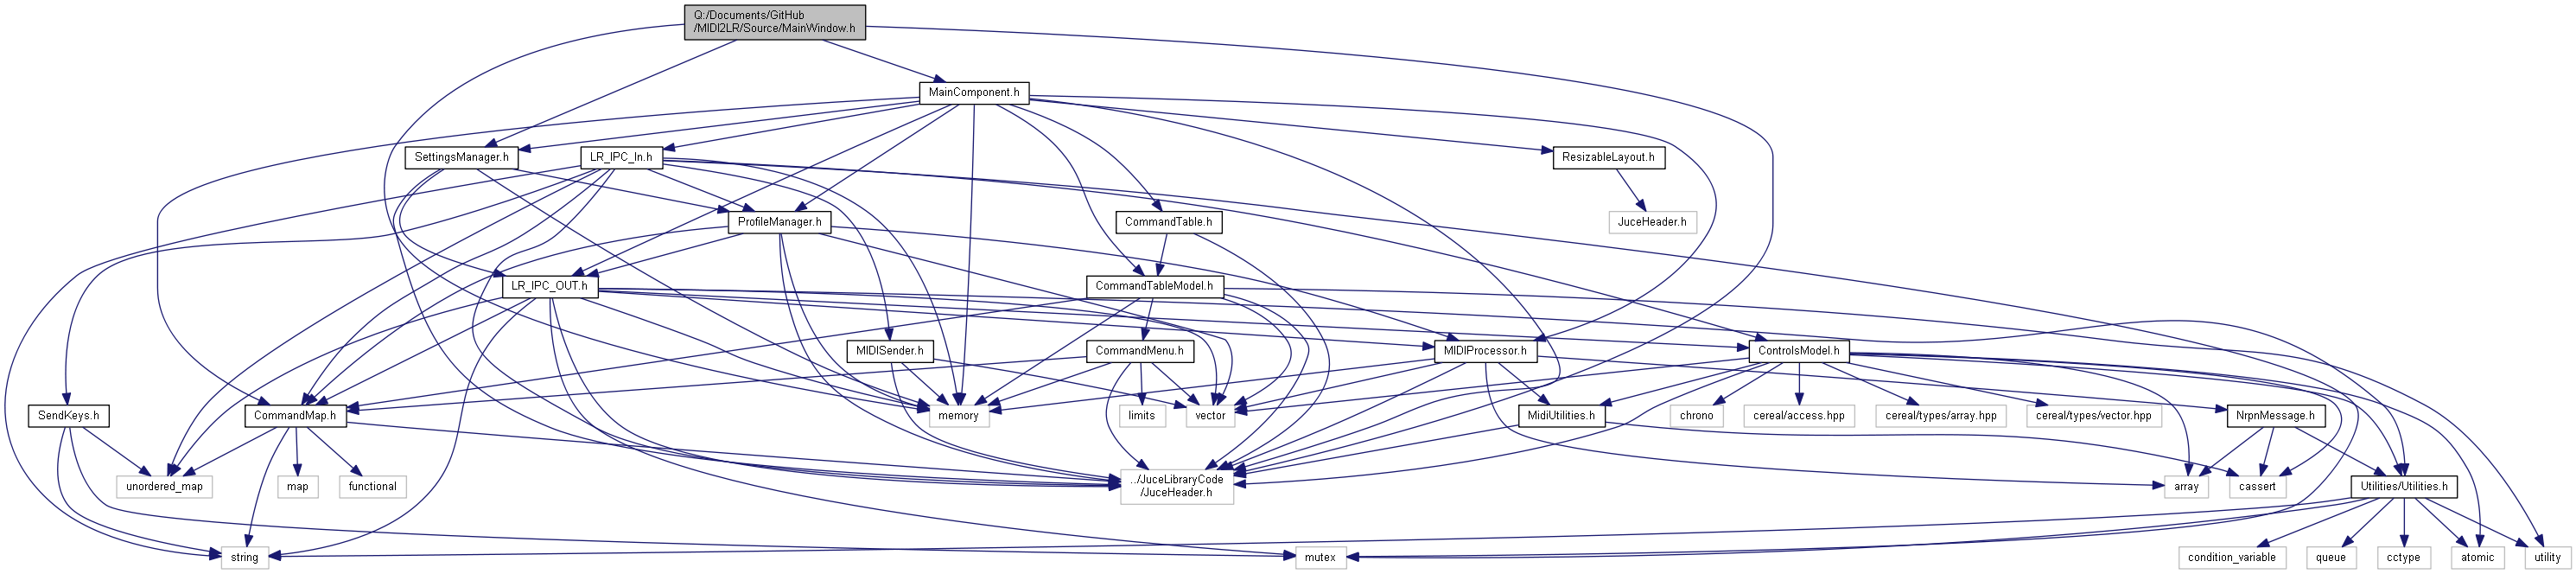 Q:/Documents/GitHub
/MIDI2LR/Source/MainWindow.h
MainComponent.h
SettingsManager.h
LR_IPC_In.h
ResizableLayout.h
ProfileManager.h
CommandTable.h
JuceHeader.h
LR_IPC_OUT.h
CommandTableModel.h
MIDISender.h
CommandMenu.h
MIDIProcessor.h
ControlsModel.h
SendKeys.h
CommandMap.h
memory
limits
vector
MidiUtilities.h
chrono
cereal/access.hpp
cereal/types/array.hpp
cereal/types/vector.hpp
NrpnMessage.h
unordered_map
map
functional
../JuceLibraryCode
/JuceHeader.h
array
cassert
Utilities/Utilities.h
string
mutex
condition_variable
queue
cctype
atomic
utility